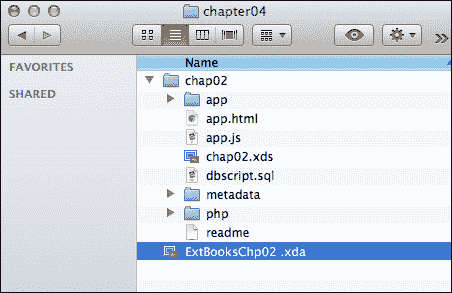 chapter04
Name
FAVORITES
SHARED
chap02
app
app.html
app.js
chap02.xds
dbscript.sql
metadata
php
readme
ExtBooksChp02 .xda